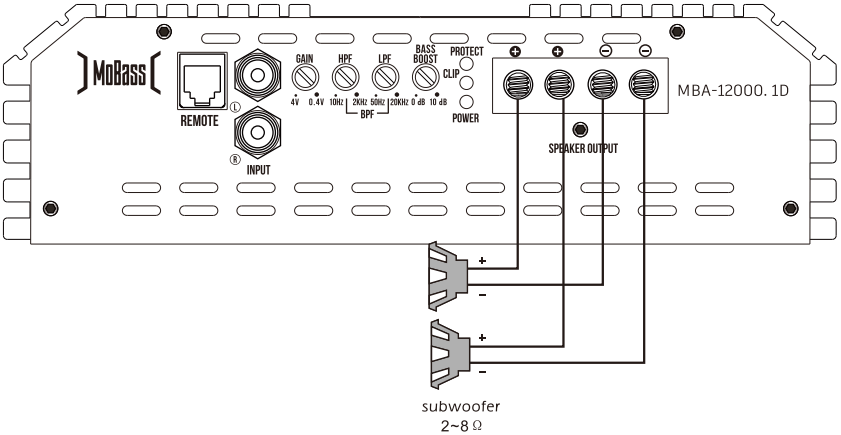 MoBass
REMOTE
L
R
INPUT
GAIN
4V 0.4V
HPF
10Hz 2KHz
LPF
50Hz 20KHz
BPF
BASS
BOOST
0 dB 10 dB
PROTECT
CLIP
POWER
+ + − −
SPEAKER OUTPUT
MBA-12000.1D
+
−
+
−
subwoofer
2~8 Ω